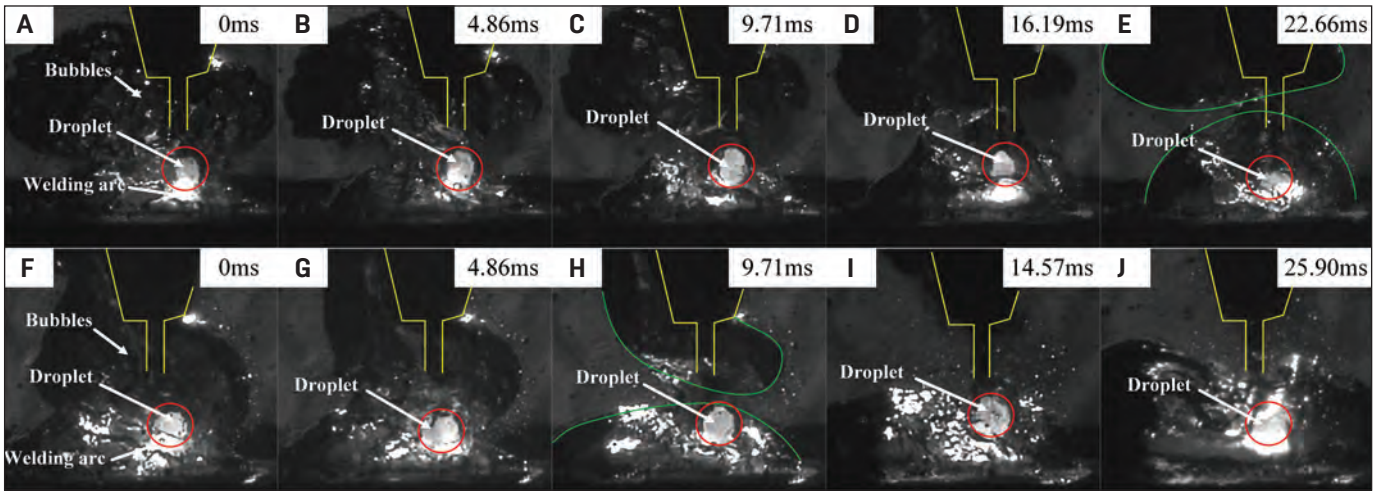 A 0ms B 4.86ms C 9.71ms D 16.19ms E 22.66ms
Bubbles
Droplet Droplet Droplet Droplet Droplet
Welding arc
F 0ms G 4.86ms H 9.71ms I 14.57ms J 25.90ms
Bubbles
Droplet Droplet Droplet Droplet Droplet
Welding arc